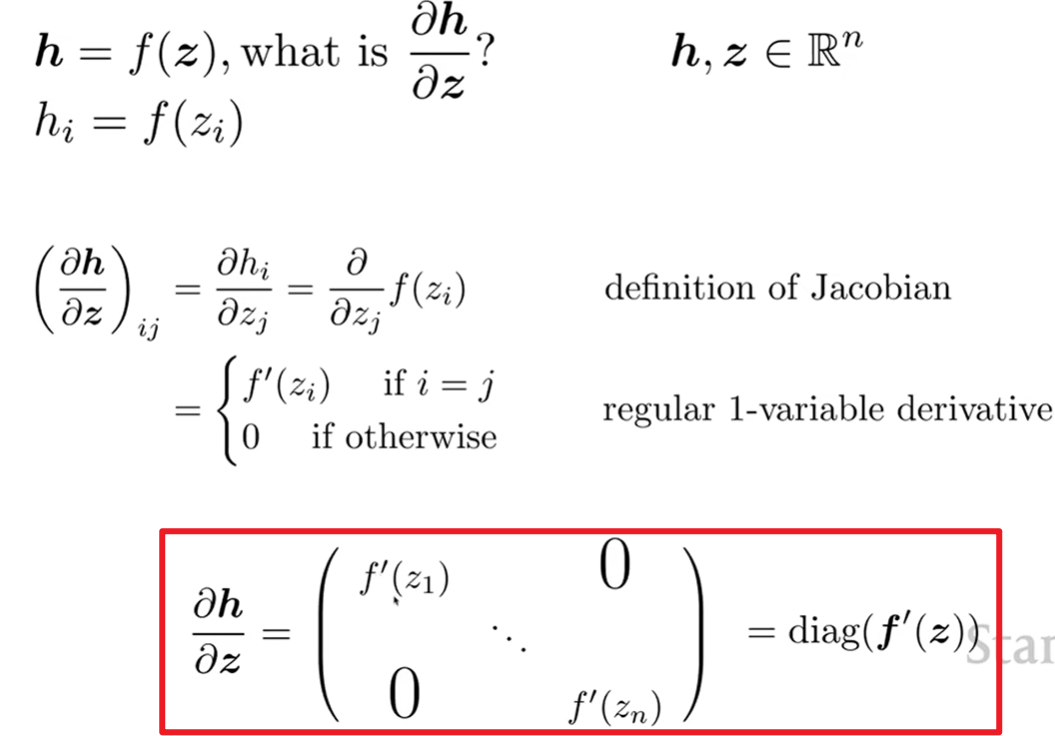 h = f(z), what is ∂h/∂z?    h, z ∈ ℝⁿ
hᵢ = f(zᵢ)
(∂h/∂z)ᵢⱼ = ∂hᵢ/∂zⱼ = ∂/∂zⱼ f(zᵢ)    definition of Jacobian
= { f′(zᵢ)  if i = j    regular 1-variable derivative
0  if otherwise
∂h/∂z = ( f′(z₁)  0
⋱
0  f′(zₙ) ) = diag(f′(z))
Stan